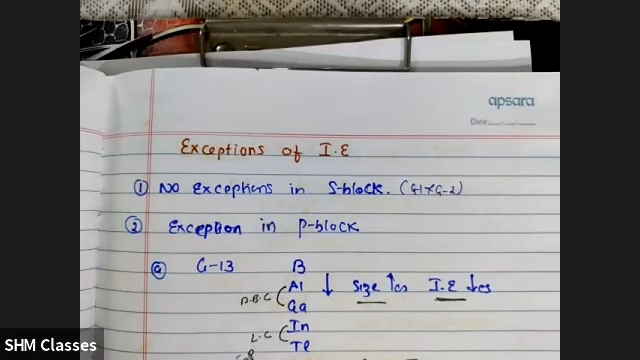 apsara
Date:
Exceptions of I.E
① No exceptions in S-block. (G1 & G-2)
② Exception in p-block
ⓐ G-13 B
Al ↓ Size ↑es I.E ↓es
D.B.C Ga
L.C In
Tl
SHM Classes